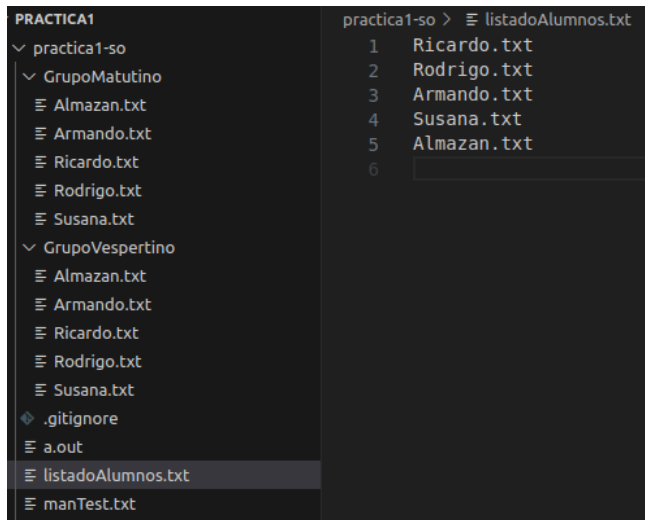 PRACTICA1
practica1-so
GrupoMatutino
Almazan.txt
Armando.txt
Ricardo.txt
Rodrigo.txt
Susana.txt
GrupoVespertino
Almazan.txt
Armando.txt
Ricardo.txt
Rodrigo.txt
Susana.txt
.gitignore
a.out
listadoAlumnos.txt
manTest.txt
practica1-so > listadoAlumnos.txt
1 Ricardo.txt
2 Rodrigo.txt
3 Armando.txt
4 Susana.txt
5 Almazan.txt
6